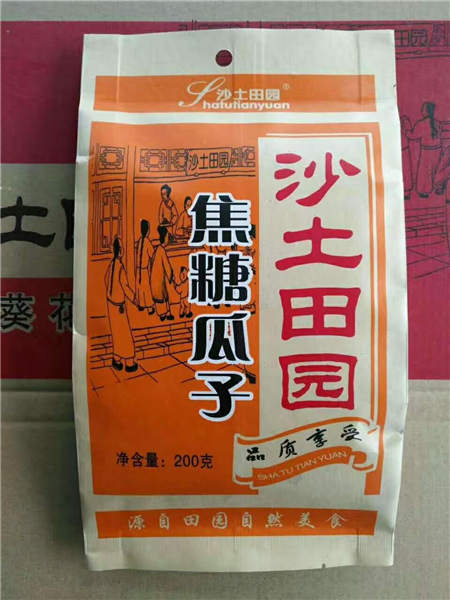 沙土田园®
Shatutianyuan
沙土田园
沙土田园
焦糖瓜子
品质享受
SHA TU TIAN YUAN
净含量：200克
源自田园自然美食
土
葵花